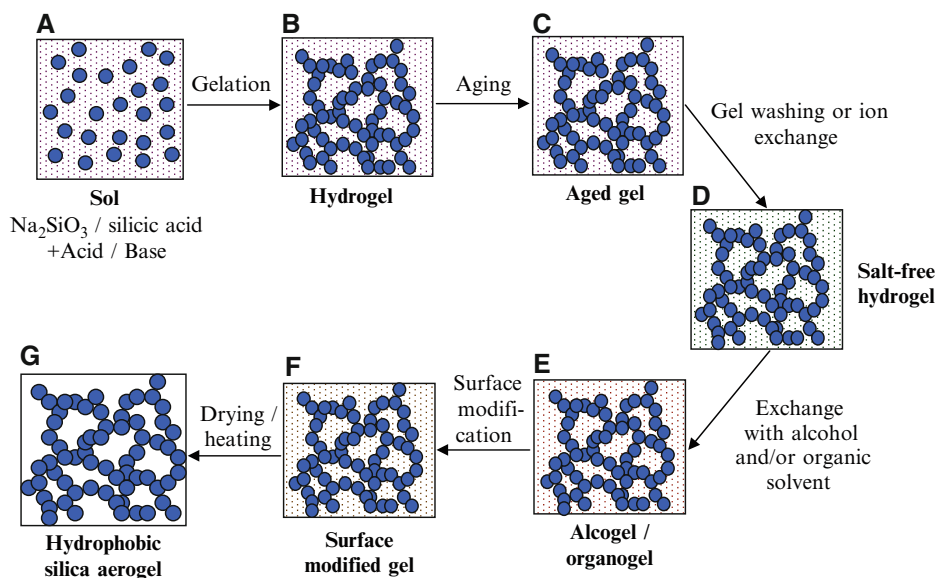 A
Sol
Na₂SiO₃ / silicic acid
+Acid / Base
Gelation
B
Hydrogel
Aging
C
Aged gel
Gel washing or ion
exchange
D
Salt-free
hydrogel
Exchange
with alcohol
and/or organic
solvent
E
Alcogel /
organogel
Surface
modifi-
cation
F
Surface
modified gel
Drying /
heating
G
Hydrophobic
silica aerogel